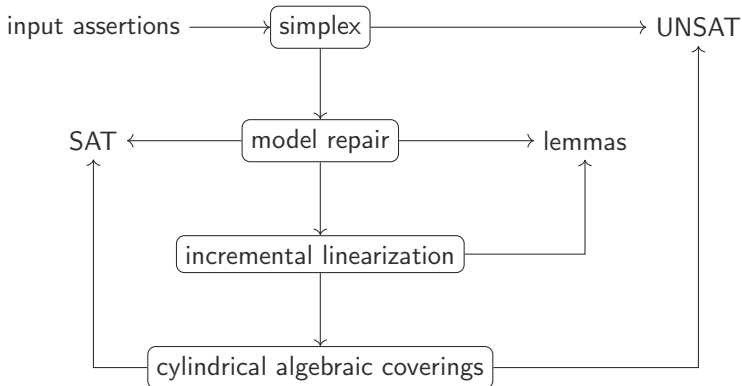 input assertions
simplex
UNSAT
SAT
model repair
lemmas
incremental linearization
cylindrical algebraic coverings